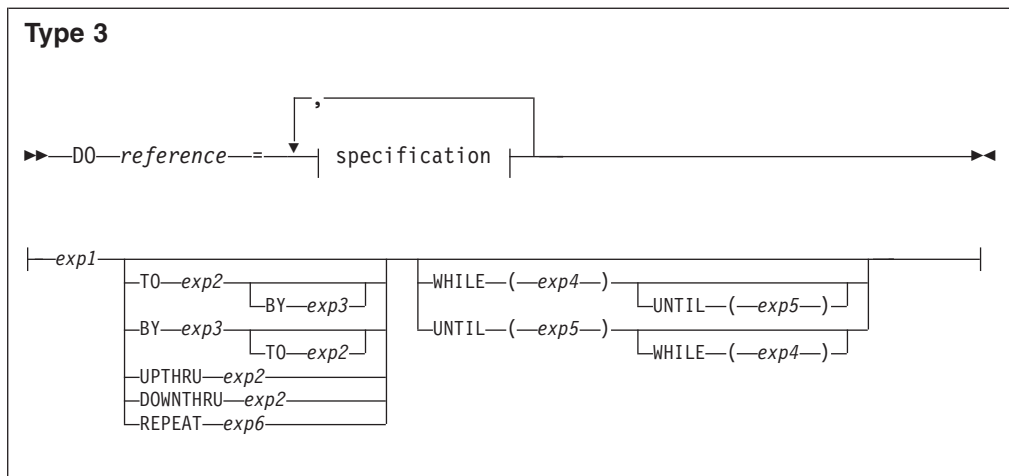 Type 3
,
DO reference = specification
exp1
TO exp2 WHILE ( exp4 )
BY exp3 UNTIL ( exp5 )
BY exp3 UNTIL ( exp5 )
TO exp2 WHILE ( exp4 )
UPTHRU exp2
DOWNTHRU exp2
REPEAT exp6